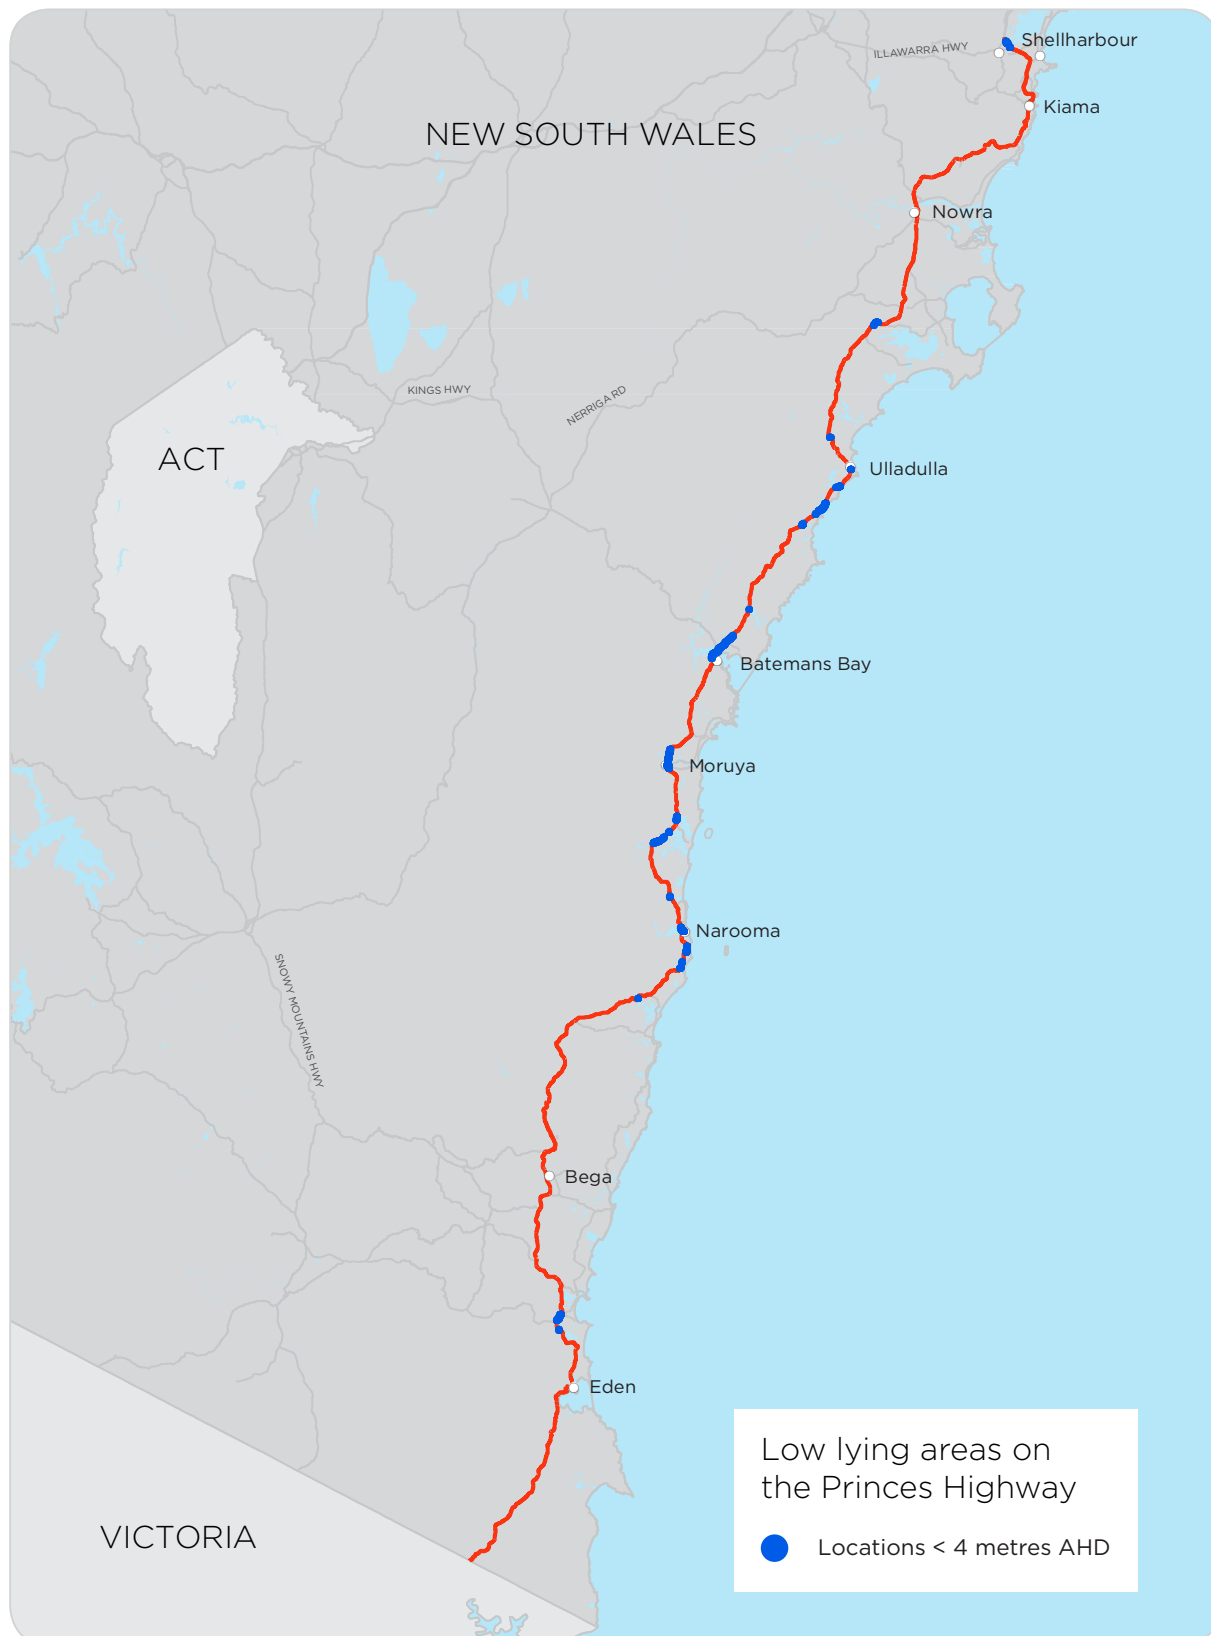 ILLAWARRA HWY
Shellharbour
Kiama
NEW SOUTH WALES
Nowra
KINGS HWY
NERRIGA RD
ACT
Ulladulla
Batemans Bay
Moruya
Narooma
SNOWY MOUNTAINS HWY
Bega
Eden
Low lying areas on
the Princes Highway
Locations < 4 metres AHD
VICTORIA